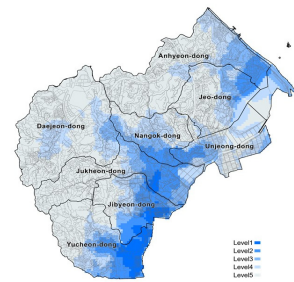 Anhyeon-dong
Jeo-dong
Daejeon-dong
Nangok-dong
Unjeong-dong
Jukheon-dong
Jibyeon-dong
Yucheon-dong
Level1
Level2
Level3
Level4
Level5